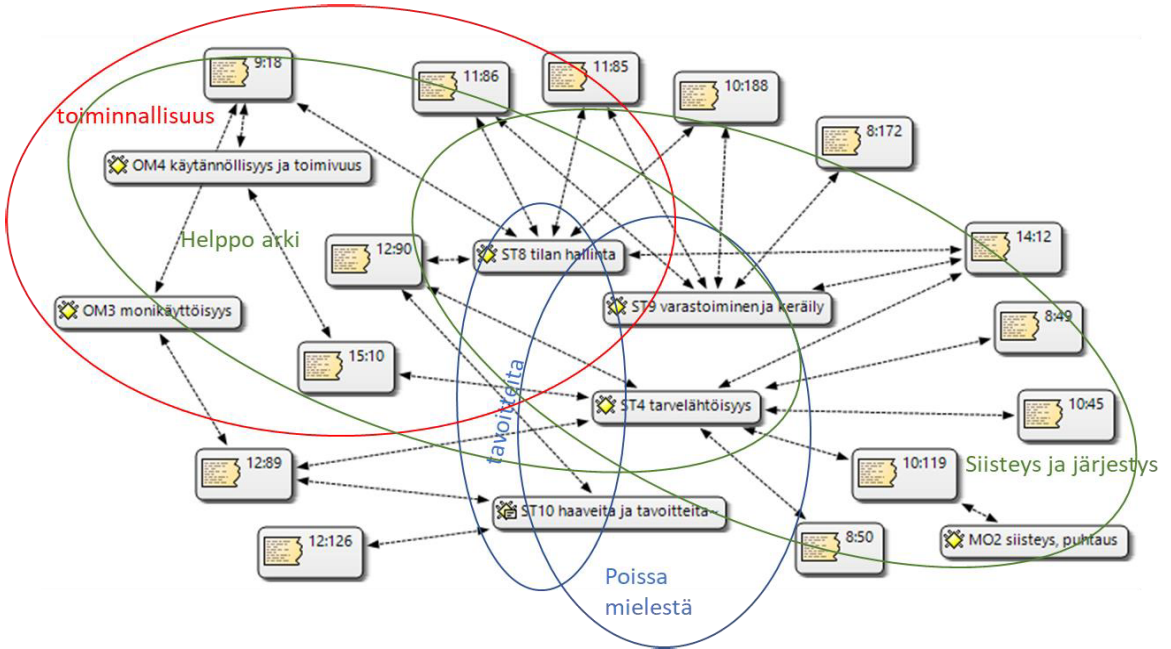 9:18
11:86
11:85
10:188
toiminnallisuus
8:172
OM4 käytännöllisyys ja toimivuus
Helppo arki
12:90
ST8 tilan hallinta
14:12
OM3 monikäyttöisyys
ST9 varastoiminen ja keräily
8:49
15:10
tavoitteita
ST4 tarvelähtöisyys
10:45
12:89
10:119
Siisteys ja järjestys
ST10 haaveita ja tavoitteita~
12:126
8:50
MO2 siisteys, puhtaus
Poissa
mielestä